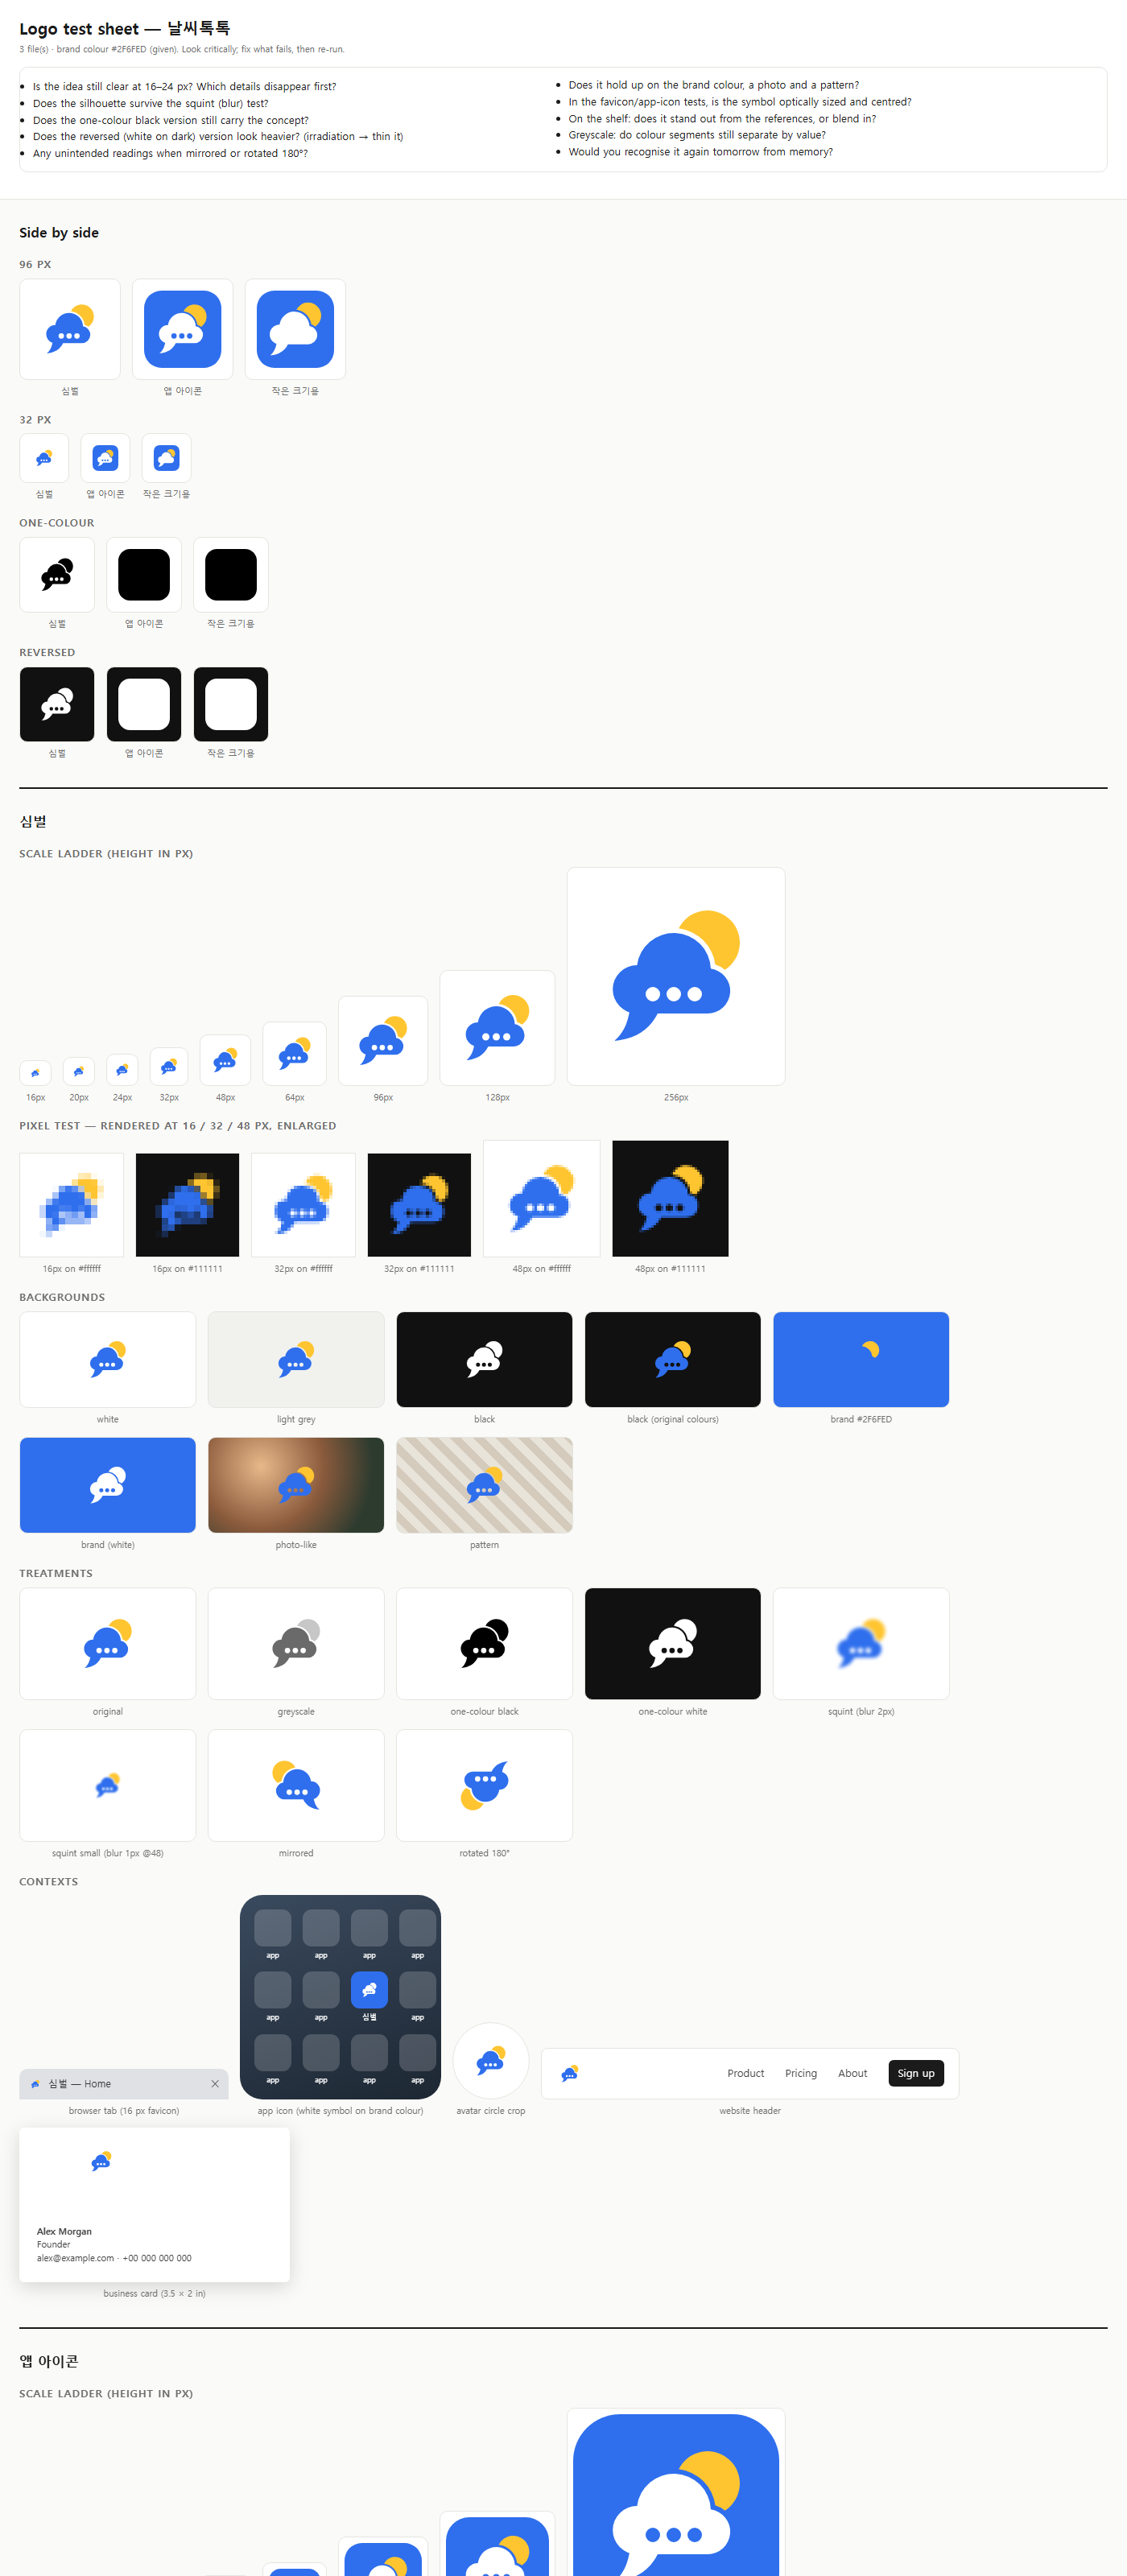 Logo test sheet — 날씨톡톡
3 file(s) · brand colour #2F6FED (given). Look critically; fix what fails, then re-run.
Is the idea still clear at 16–24 px? Which details disappear first?
Does the silhouette survive the squint (blur) test?
Does the one-colour black version still carry the concept?
Does the reversed (white on dark) version look heavier? (irradiation → thin it)
Any unintended readings when mirrored or rotated 180°?
Does it hold up on the brand colour, a photo and a pattern?
In the favicon/app-icon tests, is the symbol optically sized and centred?
On the shelf: does it stand out from the references, or blend in?
Greyscale: do colour segments still separate by value?
Would you recognise it again tomorrow from memory?
Side by side
96 PX
심벌 앱 아이콘 작은 크기용
32 PX
심벌 앱 아이콘 작은 크기용
ONE-COLOUR
심벌 앱 아이콘 작은 크기용
REVERSED
심벌 앱 아이콘 작은 크기용
심벌
SCALE LADDER (HEIGHT IN PX)
16px 20px 24px 32px 48px 64px 96px 128px 256px
PIXEL TEST — RENDERED AT 16 / 32 / 48 PX, ENLARGED
16px on #ffffff 16px on #111111 32px on #ffffff 32px on #111111 48px on #ffffff 48px on #111111
BACKGROUNDS
white light grey black black (original colours) brand #2F6FED
brand (white) photo-like pattern
TREATMENTS
original greyscale one-colour black one-colour white squint (blur 2px)
squint small (blur 1px @48) mirrored rotated 180°
CONTEXTS
app app app app
app app 심벌 app
app app app app
심벌 — Home ×
Product Pricing About Sign up
browser tab (16 px favicon) app icon (white symbol on brand colour) avatar circle crop website header
Alex Morgan
Founder
alex@example.com · +00 000 000 000
business card (3.5 × 2 in)
앱 아이콘
SCALE LADDER (HEIGHT IN PX)